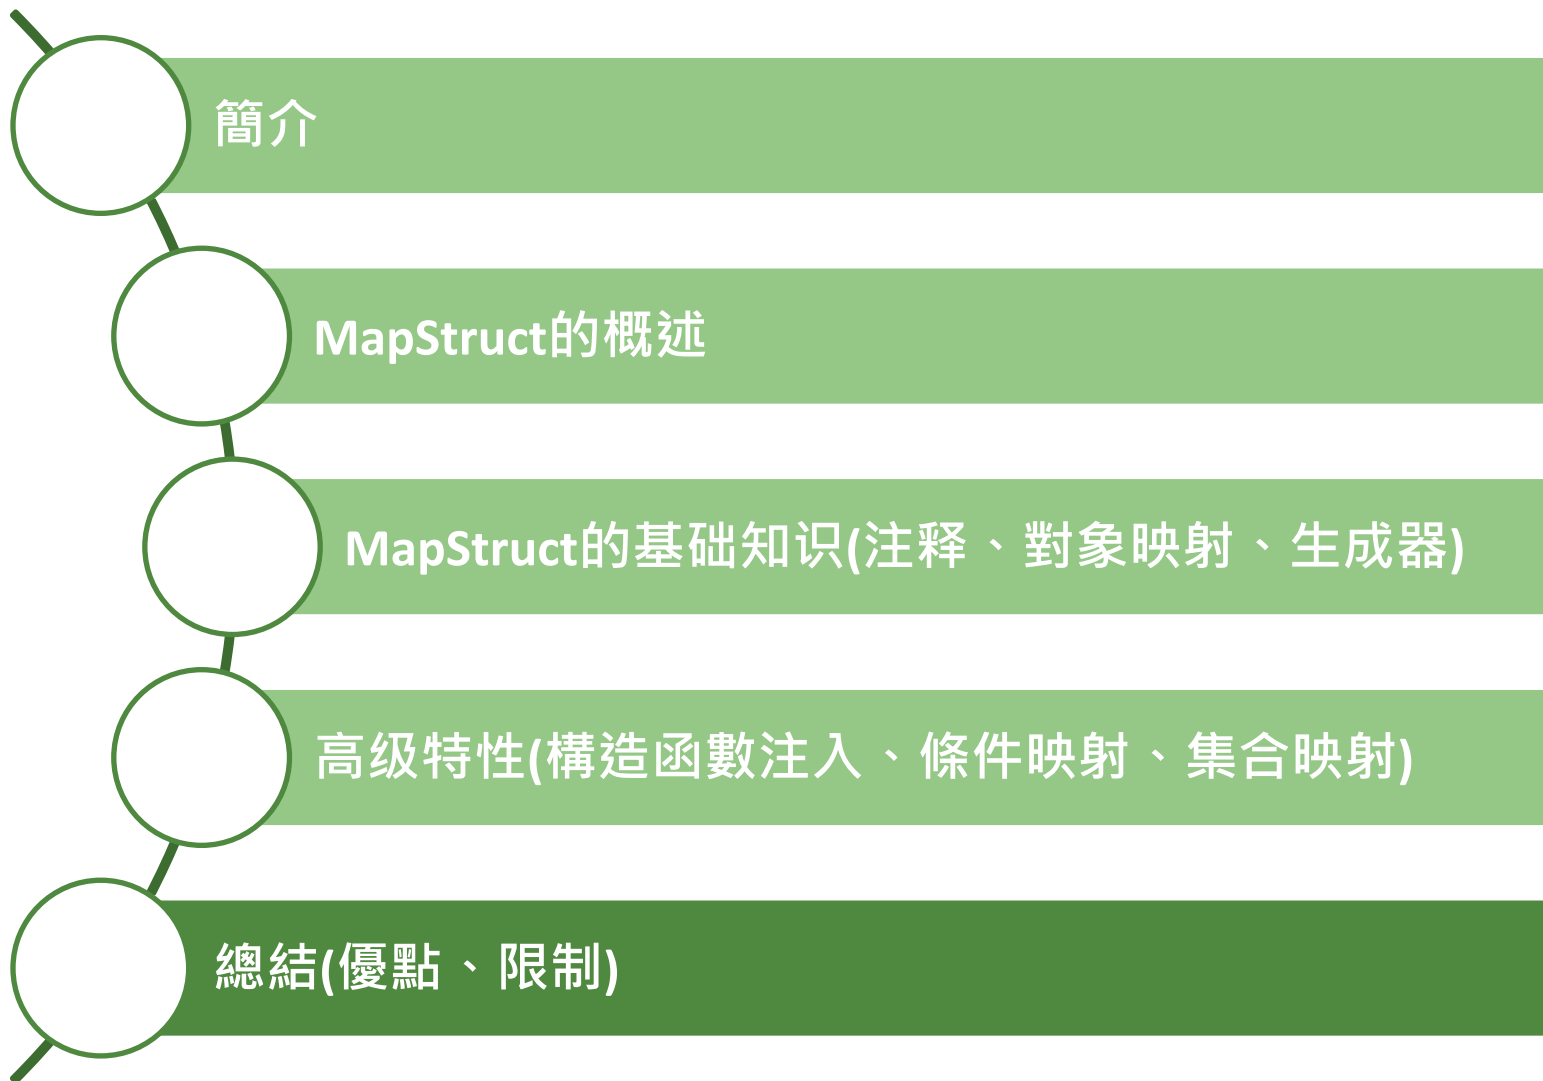 簡介
MapStruct的概述
MapStruct的基础知识(注释、對象映射、生成器)
高级特性(構造函數注入、條件映射、集合映射)
總結(優點、限制)